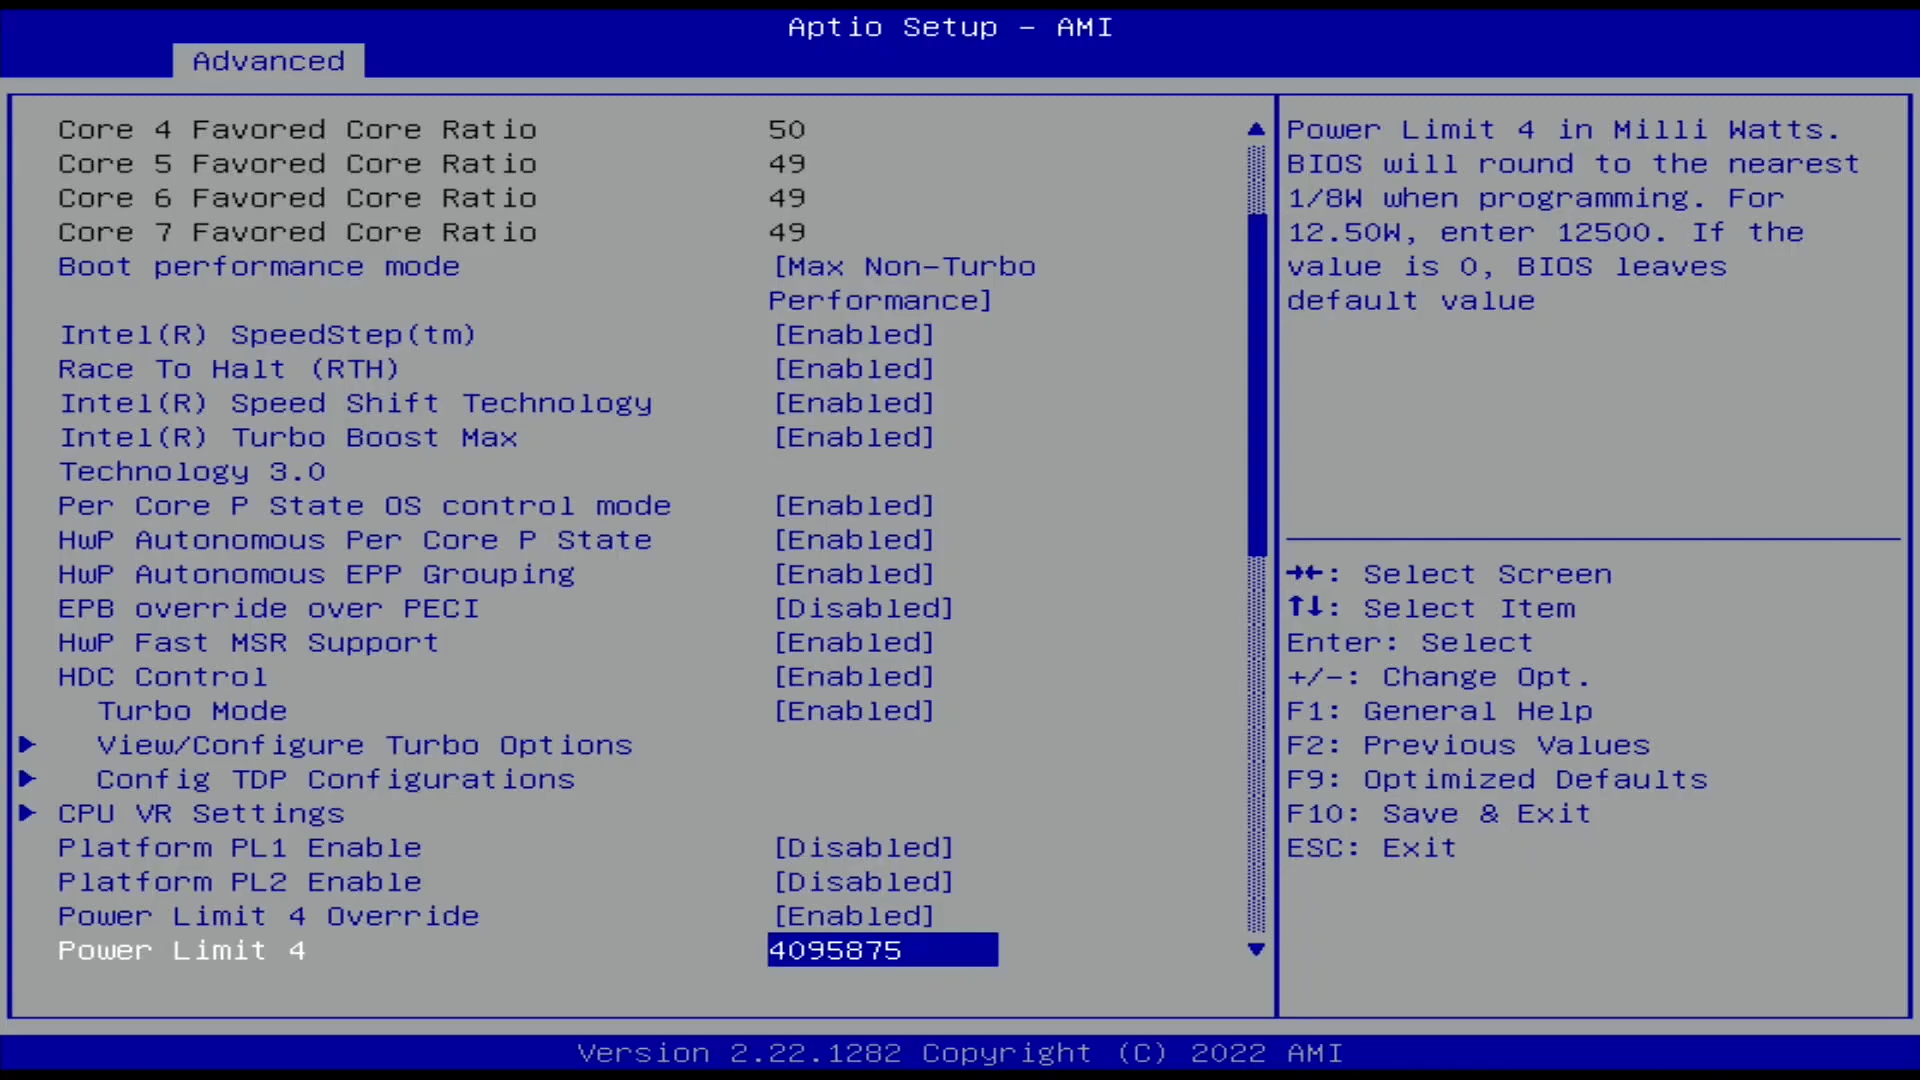 Aptio Setup – AMI
Advanced
Core 4 Favored Core Ratio 50
Core 5 Favored Core Ratio 49
Core 6 Favored Core Ratio 49
Core 7 Favored Core Ratio 49
Boot performance mode [Max Non-Turbo
Performance]
Intel(R) SpeedStep(tm) [Enabled]
Race To Halt (RTH) [Enabled]
Intel(R) Speed Shift Technology [Enabled]
Intel(R) Turbo Boost Max [Enabled]
Technology 3.0
Per Core P State OS control mode [Enabled]
HwP Autonomous Per Core P State [Enabled]
HwP Autonomous EPP Grouping [Enabled]
EPB override over PECI [Disabled]
HwP Fast MSR Support [Enabled]
HDC Control [Enabled]
Turbo Mode [Enabled]
View/Configure Turbo Options
Config TDP Configurations
CPU VR Settings
Platform PL1 Enable [Disabled]
Platform PL2 Enable [Disabled]
Power Limit 4 Override [Enabled]
Power Limit 4 4095875
Power Limit 4 in Milli Watts.
BIOS will round to the nearest
1/8W when programming. For
12.50W, enter 12500. If the
value is 0, BIOS leaves
default value
→←: Select Screen
↑↓: Select Item
Enter: Select
+/-: Change Opt.
F1: General Help
F2: Previous Values
F9: Optimized Defaults
F10: Save & Exit
ESC: Exit
Version 2.22.1282 Copyright (C) 2022 AMI